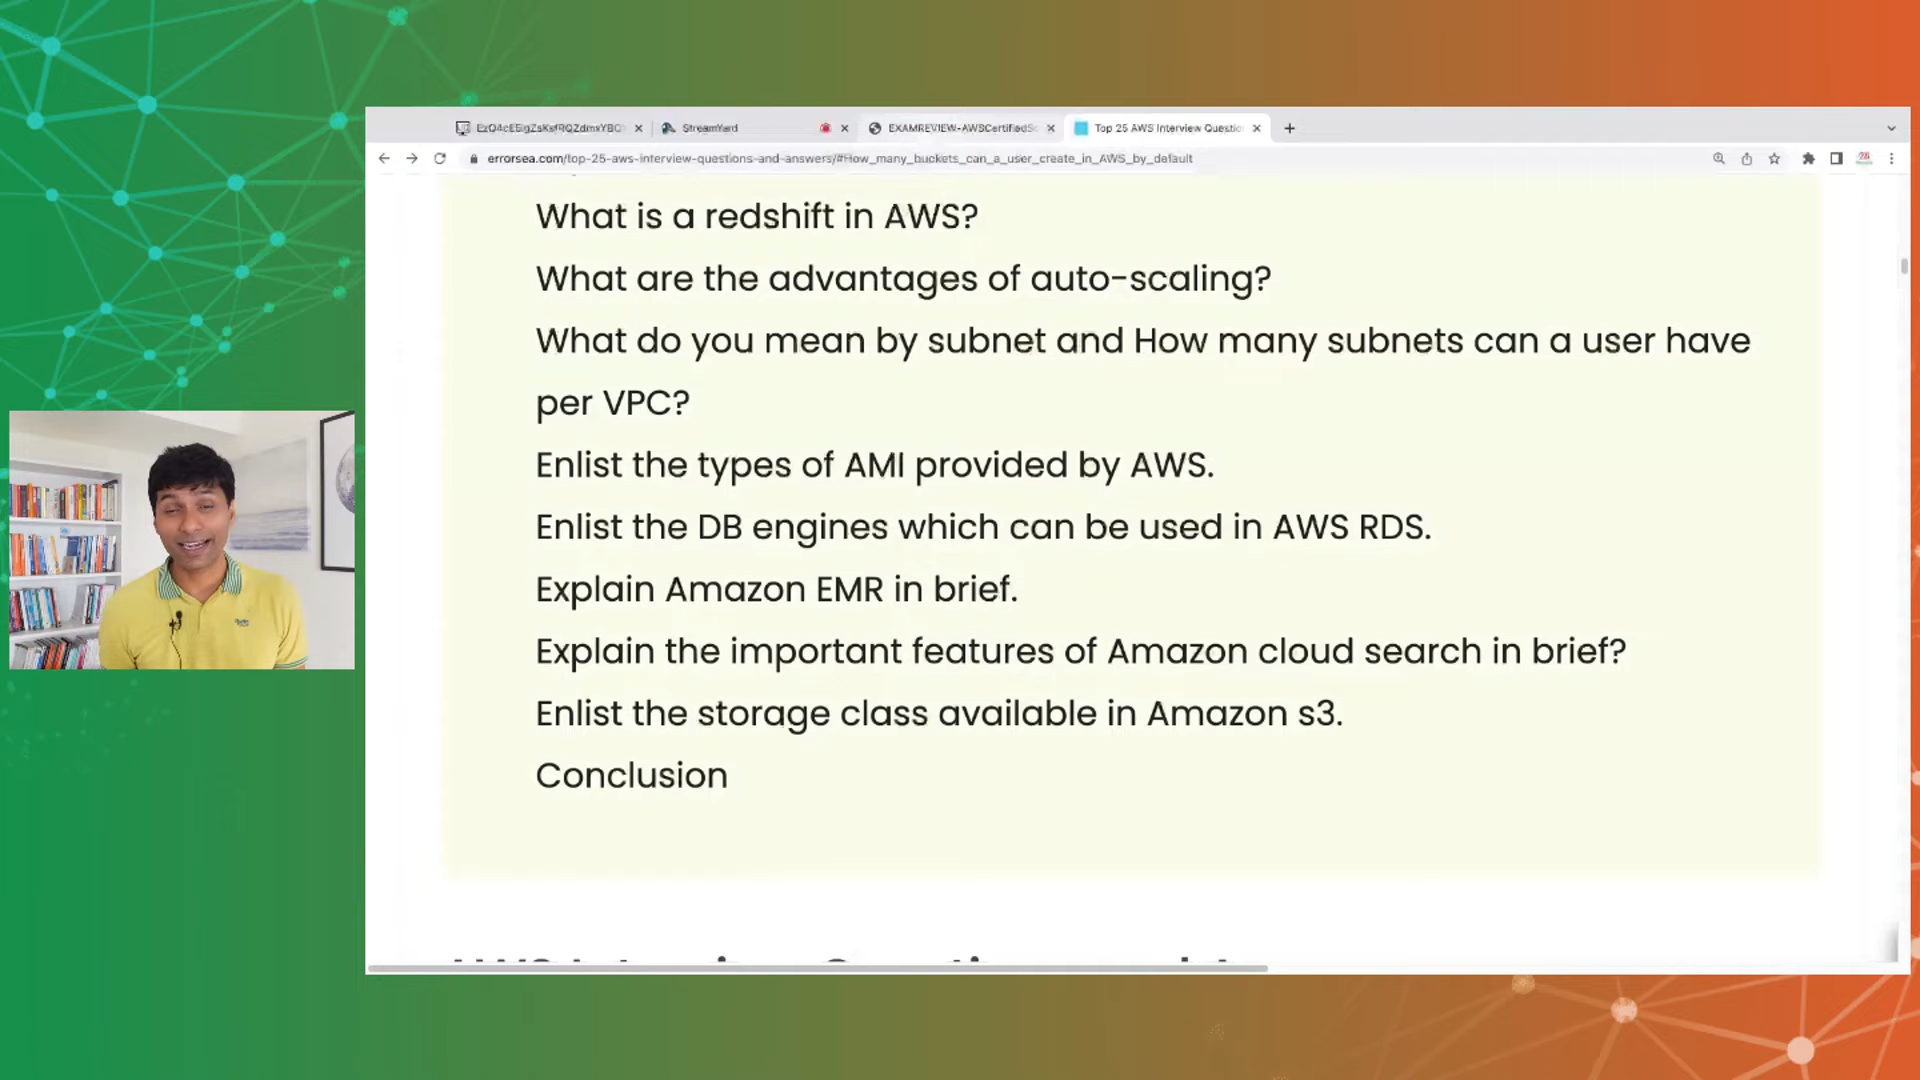 StreamYard
EXAMREVIEW-AWSCertifiedS
Top 25 AWS Interview Questio
errorsea.com/top-25-aws-interview-questions-and-answers/#How_many_buckets_can_a_user_create_in_AWS_by_default
What is a redshift in AWS?
What are the advantages of auto-scaling?
What do you mean by subnet and How many subnets can a user have
per VPC?
Enlist the types of AMI provided by AWS.
Enlist the DB engines which can be used in AWS RDS.
Explain Amazon EMR in brief.
Explain the important features of Amazon cloud search in brief?
Enlist the storage class available in Amazon s3.
Conclusion